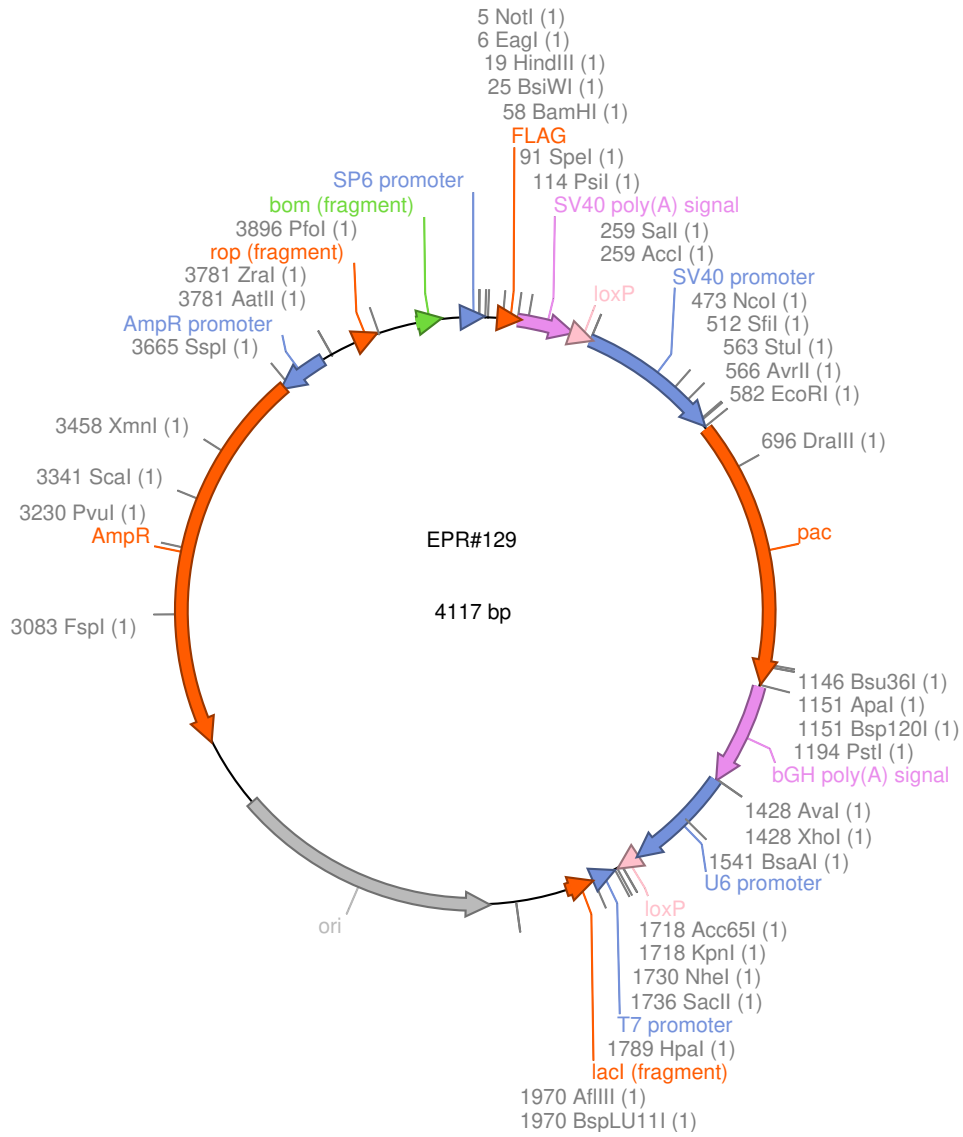 5 NotI (1)
6 EagI (1)
19 HindIII (1)
25 BsiWI (1)
58 BamHI (1)
FLAG
91 SpeI (1)
114 PsiI (1)
SV40 poly(A) signal
259 SalI (1)
259 AccI (1)
loxP
SV40 promoter
473 NcoI (1)
512 SfiI (1)
563 StuI (1)
566 AvrII (1)
582 EcoRI (1)
696 DraIII (1)
pac
1146 Bsu36I (1)
1151 ApaI (1)
1151 Bsp120I (1)
1194 PstI (1)
bGH poly(A) signal
1428 AvaI (1)
1428 XhoI (1)
1541 BsaAI (1)
U6 promoter
loxP
1718 Acc65I (1)
1718 KpnI (1)
1730 NheI (1)
1736 SacII (1)
T7 promoter
1789 HpaI (1)
lacI (fragment)
1970 AflIII (1)
1970 BspLU11I (1)
ori
3083 FspI (1)
AmpR
3230 PvuI (1)
3341 ScaI (1)
3458 XmnI (1)
3665 SspI (1)
AmpR promoter
3781 AatII (1)
3781 ZraI (1)
rop (fragment)
3896 PfoI (1)
bom (fragment)
SP6 promoter
EPR#129
4117 bp